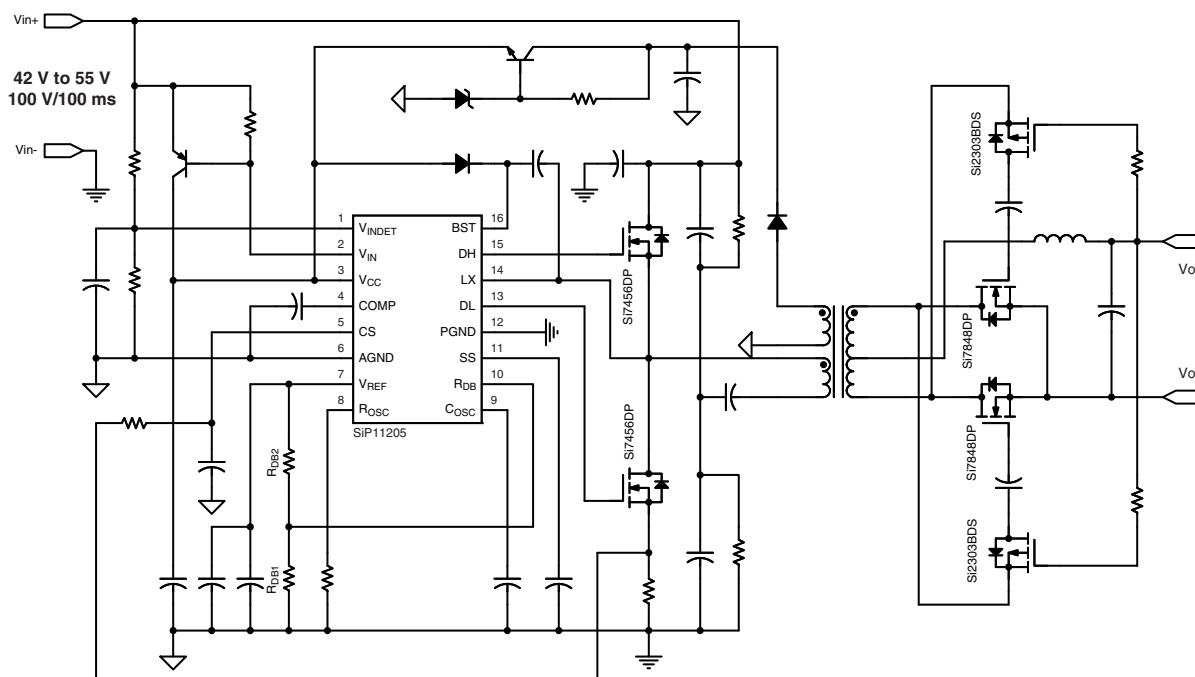 Vin+
42 V to 55 V
100 V/100 ms
Vin-
1
2
3
4
5
6
7
8
VINDET
VIN
VCC
COMP
CS
AGND
VREF
ROSC
BST
DH
LX
DL
PGND
SS
RDB
COSC
16
15
14
13
12
11
10
9
SiP11205
RDB2
RDB1
Si7456DP
Si7456DP
Si2303BDS
Si7848DP
Si7848DP
Si2303BDS
Vo
Vo